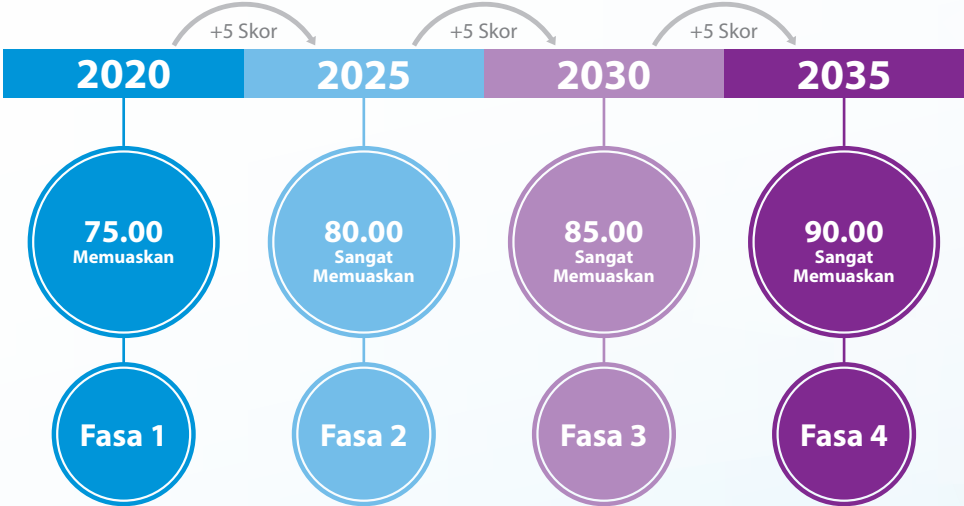 +5 Skor
+5 Skor
+5 Skor
2020
2025
2030
2035
75.00
Memuaskan
80.00
Sangat
Memuaskan
85.00
Sangat
Memuaskan
90.00
Sangat
Memuaskan
Fasa 1
Fasa 2
Fasa 3
Fasa 4